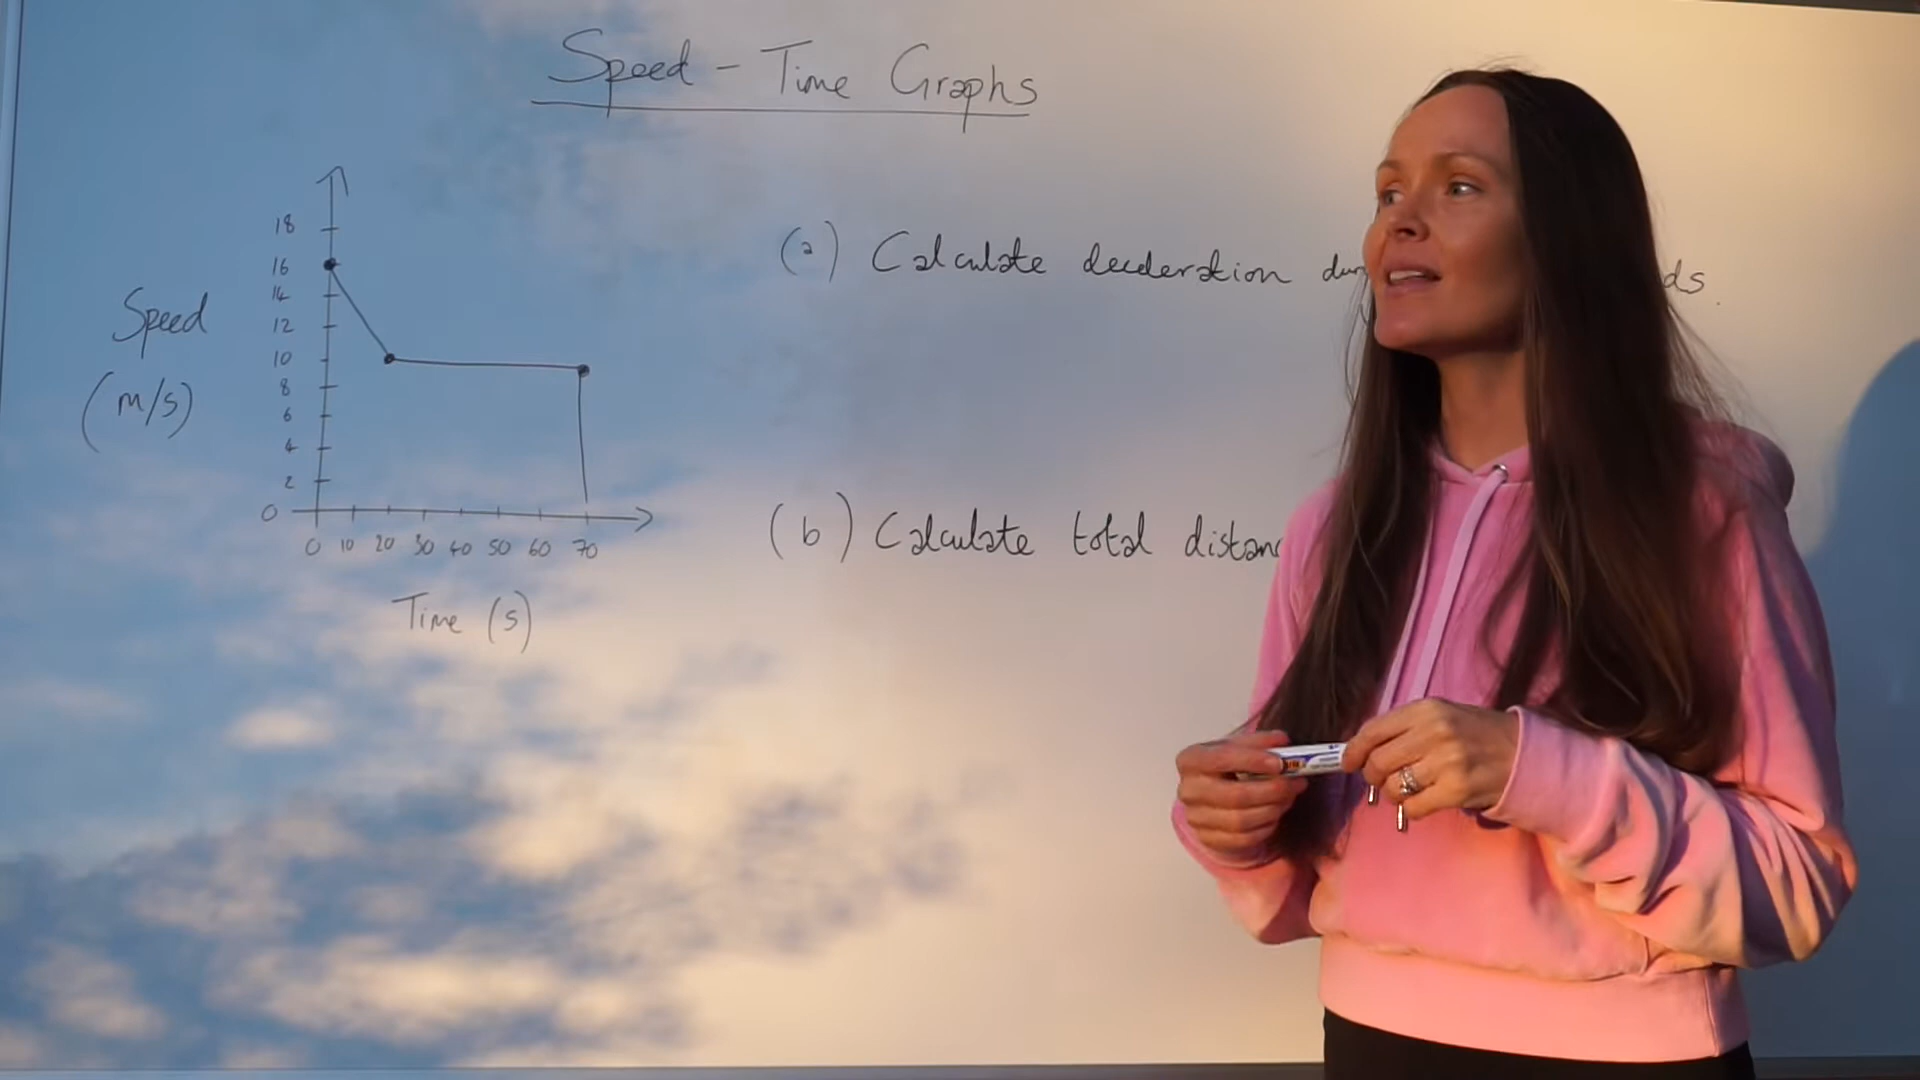 Speed - Time Graphs
18
16
14
12
10
8
6
4
2
0
Speed
(m/s)
0 10 20 30 40 50 60 70
Time (s)
(a) Calculate deceleration
(b) Calculate total